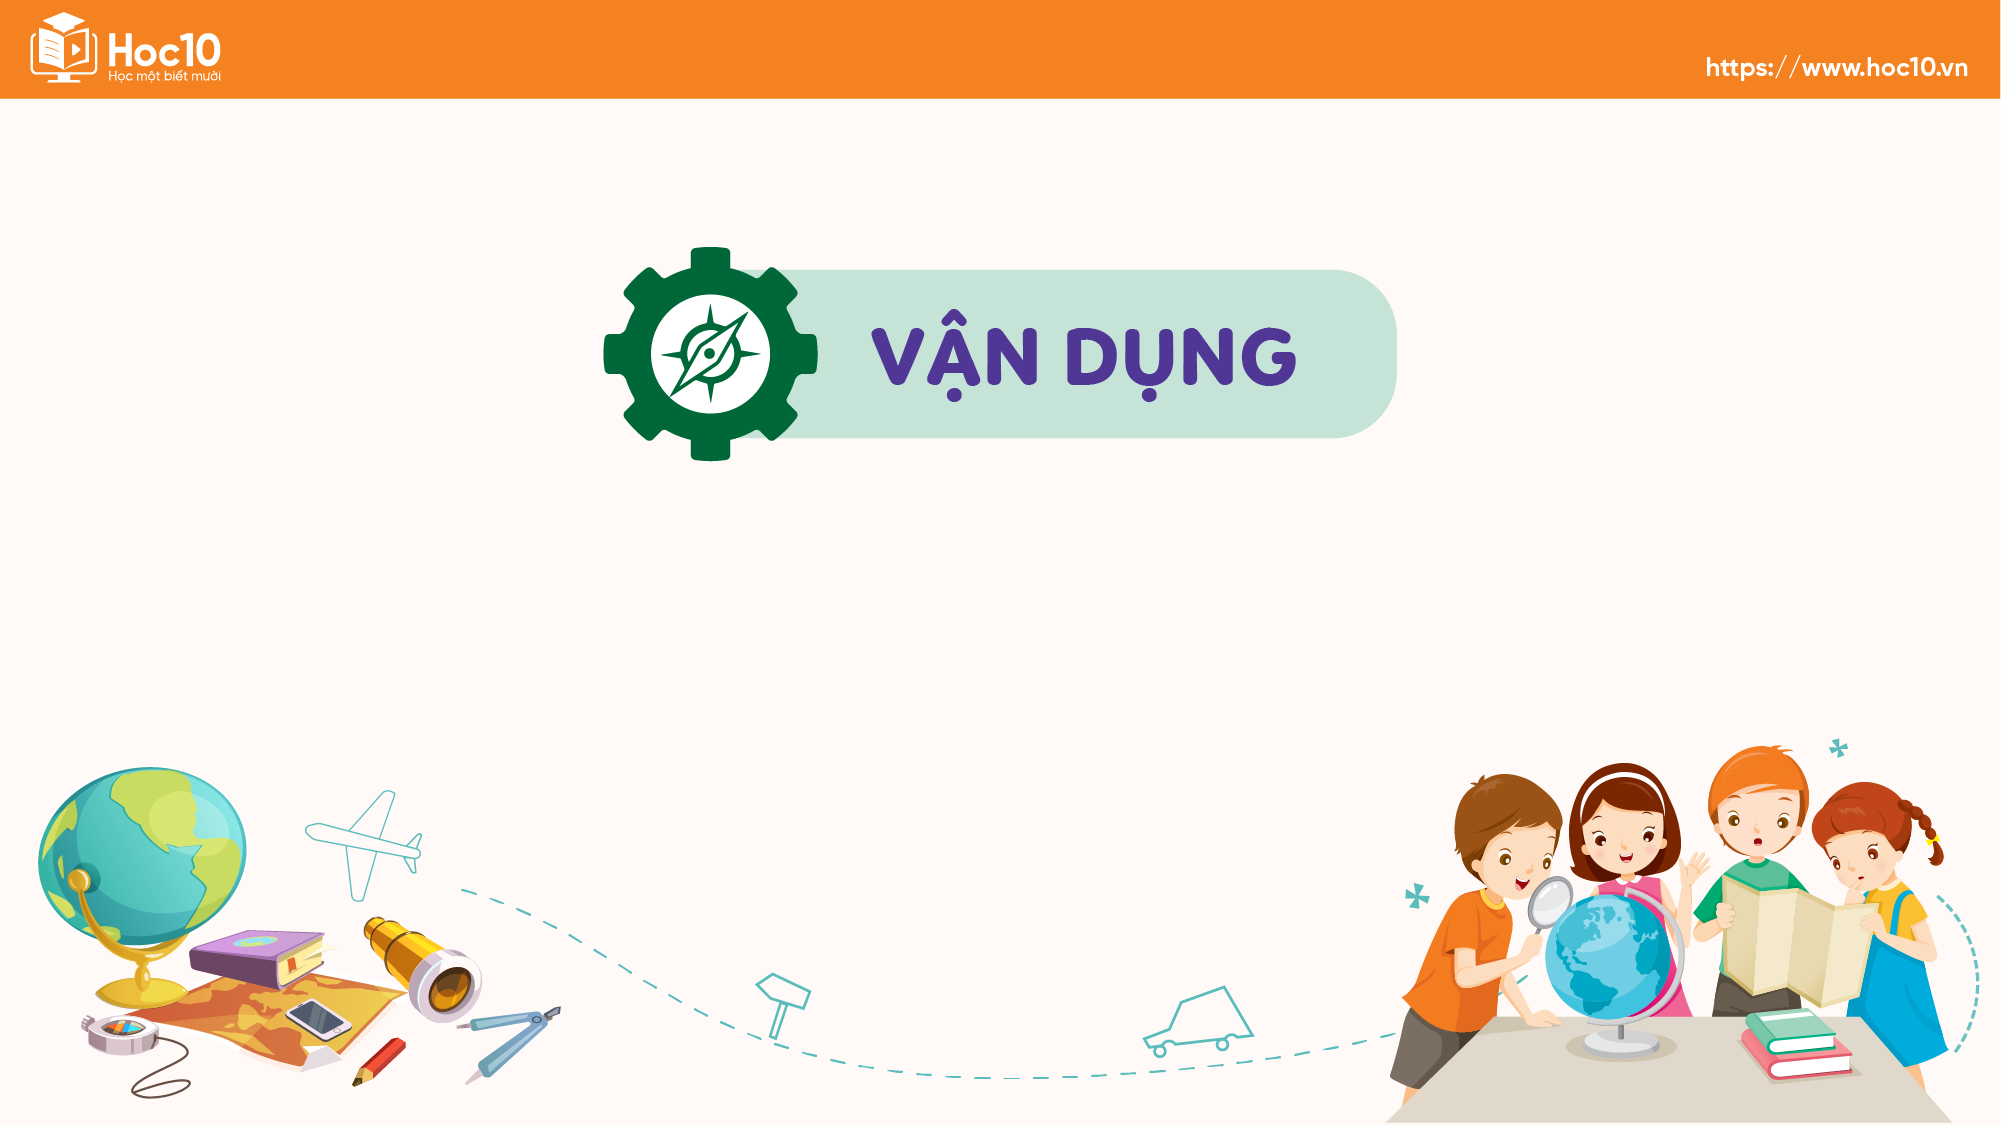 Hoc10
Học một biết mười
https://www.hoc10.vn
VẬN DỤNG